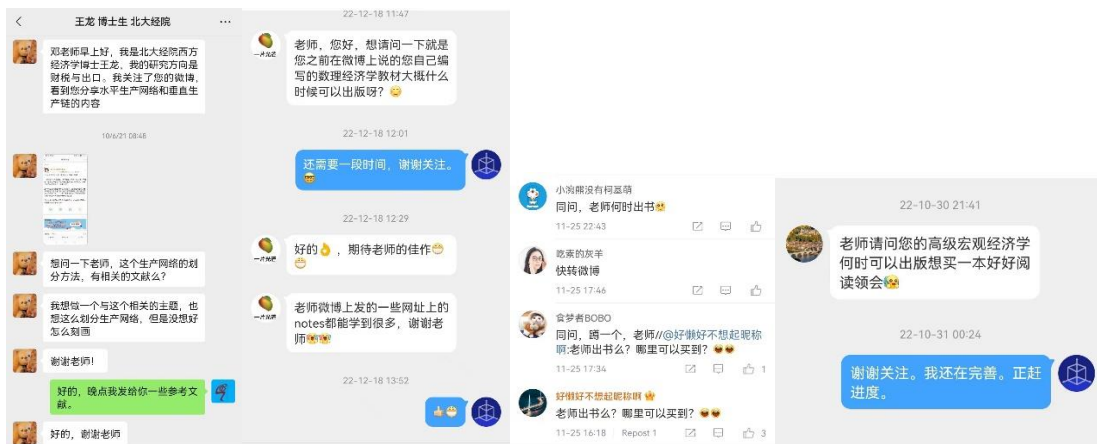 王龙 博士生 北大经院
邓老师早上好，我是北大经院西方
经济学博士王龙，我的研究方向是
财税与出口。我关注了您的微博，
看到您分享水平生产网络和垂直生
产链的内容
10/6/21 08:46
想问一下老师，这个生产网络的划
分方法，有相关的文献么？
我想做一个与这个相关的主题，也
想这么划分生产网络，但是没想好
怎么刻画
谢谢老师!
好的，晚点我发给你一些参考文
献。
好的，谢谢老师
22-12-18 11:47
老师，您好，想请问一下就是
您之前在微博上说的您自己编
写的数理经济学教材大概什么
时候可以出版呀？
22-12-18 12:01
还需要一段时间，谢谢关注。
22-12-18 12:29
好的👌，期待老师的佳作
老师微博上发的一些网址上的
notes都能学到很多，谢谢老
师
22-12-18 13:52
小浣熊没有柯基萌
同问，老师何时出书
11-25 22:43
吃素的灰羊
快转微博
11-25 17:46
食梦者BOBO
同问，蹲一个，老师//@好懒好不想起昵称
啊:老师出书么？哪里可以买到？
11-25 17:34
1
好懒好不想起昵称啊
老师出书么？哪里可以买到？
11-25 16:18 Repost 1
3
22-10-30 21:41
老师请问您的高级宏观经济学
何时可以出版想买一本好好阅
读领会
22-10-31 00:24
谢谢关注。我还在完善。正赶
进度。